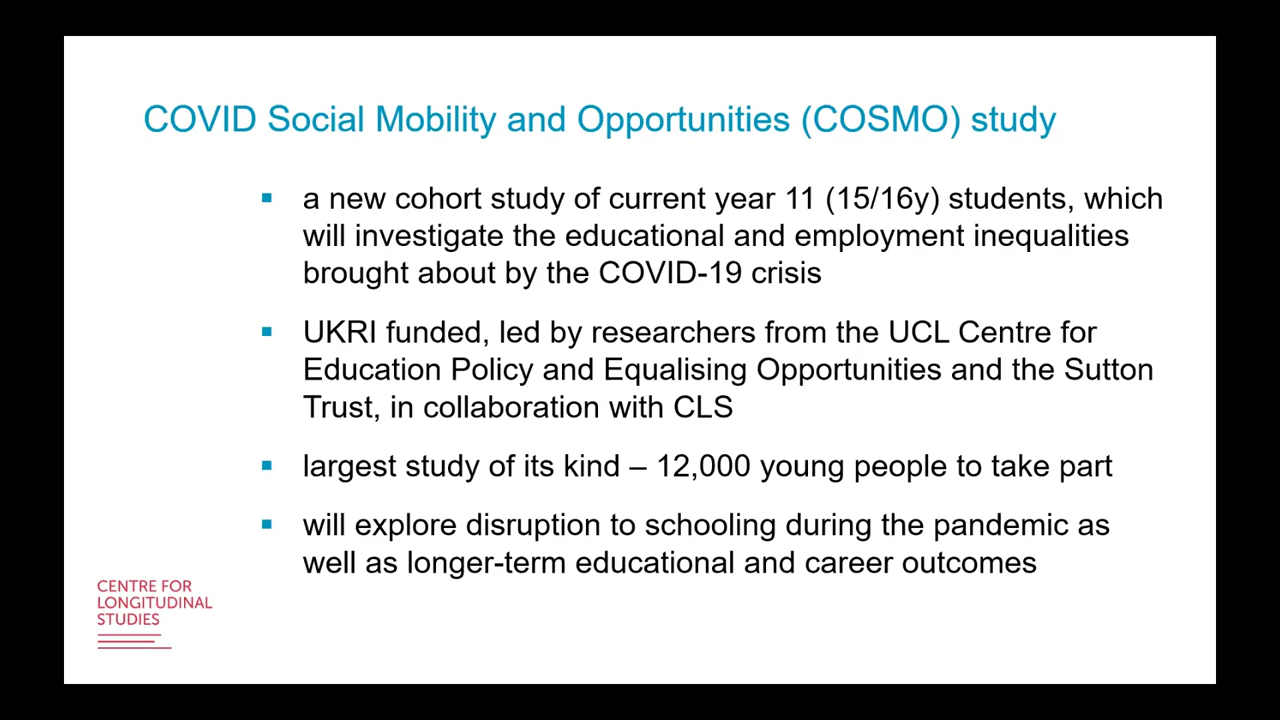 COVID Social Mobility and Opportunities (COSMO) study
a new cohort study of current year 11 (15/16y) students, which
will investigate the educational and employment inequalities
brought about by the COVID-19 crisis
UKRI funded, led by researchers from the UCL Centre for
Education Policy and Equalising Opportunities and the Sutton
Trust, in collaboration with CLS
largest study of its kind – 12,000 young people to take part
will explore disruption to schooling during the pandemic as
well as longer-term educational and career outcomes
CENTRE FOR
LONGITUDINAL
STUDIES